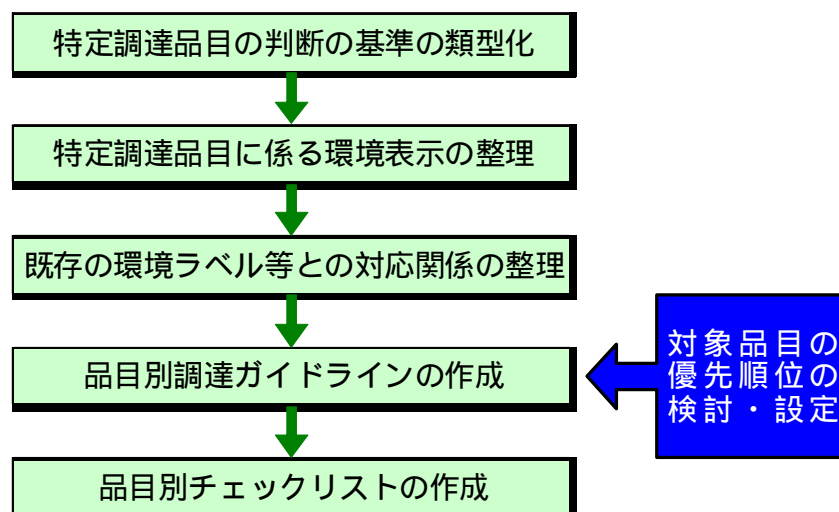 特定調達品目の判断の基準の類型化
特定調達品目に係る環境表示の整理
既存の環境ラベル等との対応関係の整理
品目別調達ガイドラインの作成
対象品目の
優先順位の
検討・設定
品目別チェックリストの作成